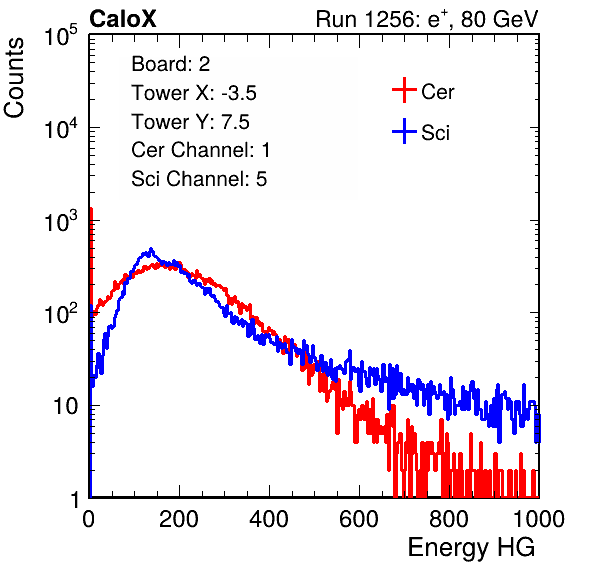 CaloX Run 1256: e⁺, 80 GeV
Counts
10⁵
10⁴
10³
10²
10
1
Board: 2
Tower X: -3.5
Tower Y: 7.5
Cer Channel: 1
Sci Channel: 5
Cer
Sci
0 200 400 600 800 1000
Energy HG